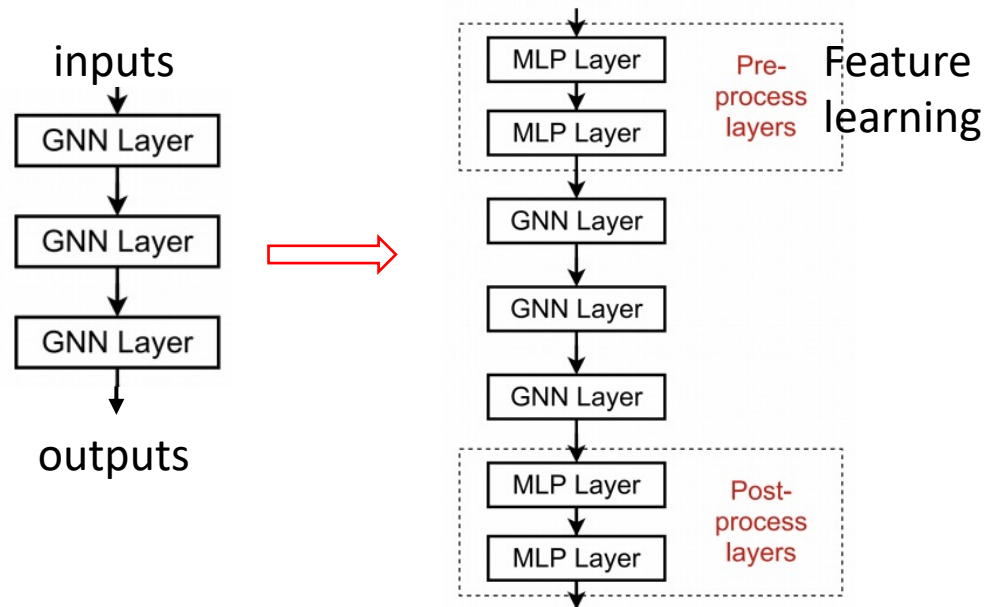 inputs
GNN Layer
GNN Layer
GNN Layer
outputs
MLP Layer
MLP Layer
Pre-
process
layers
Feature
learning
GNN Layer
GNN Layer
GNN Layer
MLP Layer
MLP Layer
Post-
process
layers